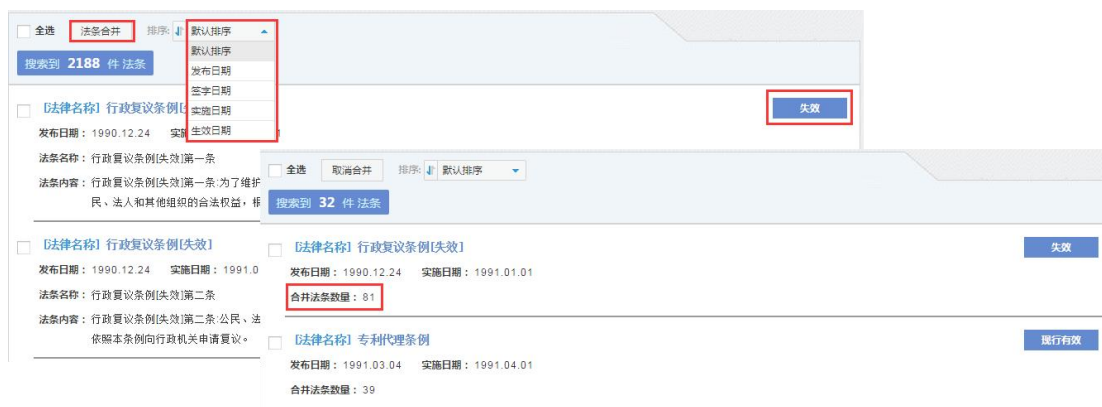 全选 法条合并 排序: 默认排序
默认排序
发布日期
签字日期
实施日期
生效日期
搜索到 2188 件法条
[法律名称] 行政复议条例[
失效
发布日期：1990.12.24 实施
法条名称：行政复议条例[失效]第一条
法条内容：行政复议条例[失效]第一条:为了维护
民、法人和其他组织的合法权益，根
[法律名称] 行政复议条例[失效]
发布日期：1990.12.24 实施日期：1991.0
法条名称：行政复议条例[失效]第二条
法条内容：行政复议条例[失效]第二条:公民、法
依照本条例向行政机关申请复议。
全选 取消合并 排序: 默认排序
搜索到 32 件法条
[法律名称] 行政复议条例[失效]
失效
发布日期：1990.12.24 实施日期：1991.01.01
合并法条数量：81
[法律名称] 专利代理条例
现行有效
发布日期：1991.03.04 实施日期：1991.04.01
合并法条数量：39